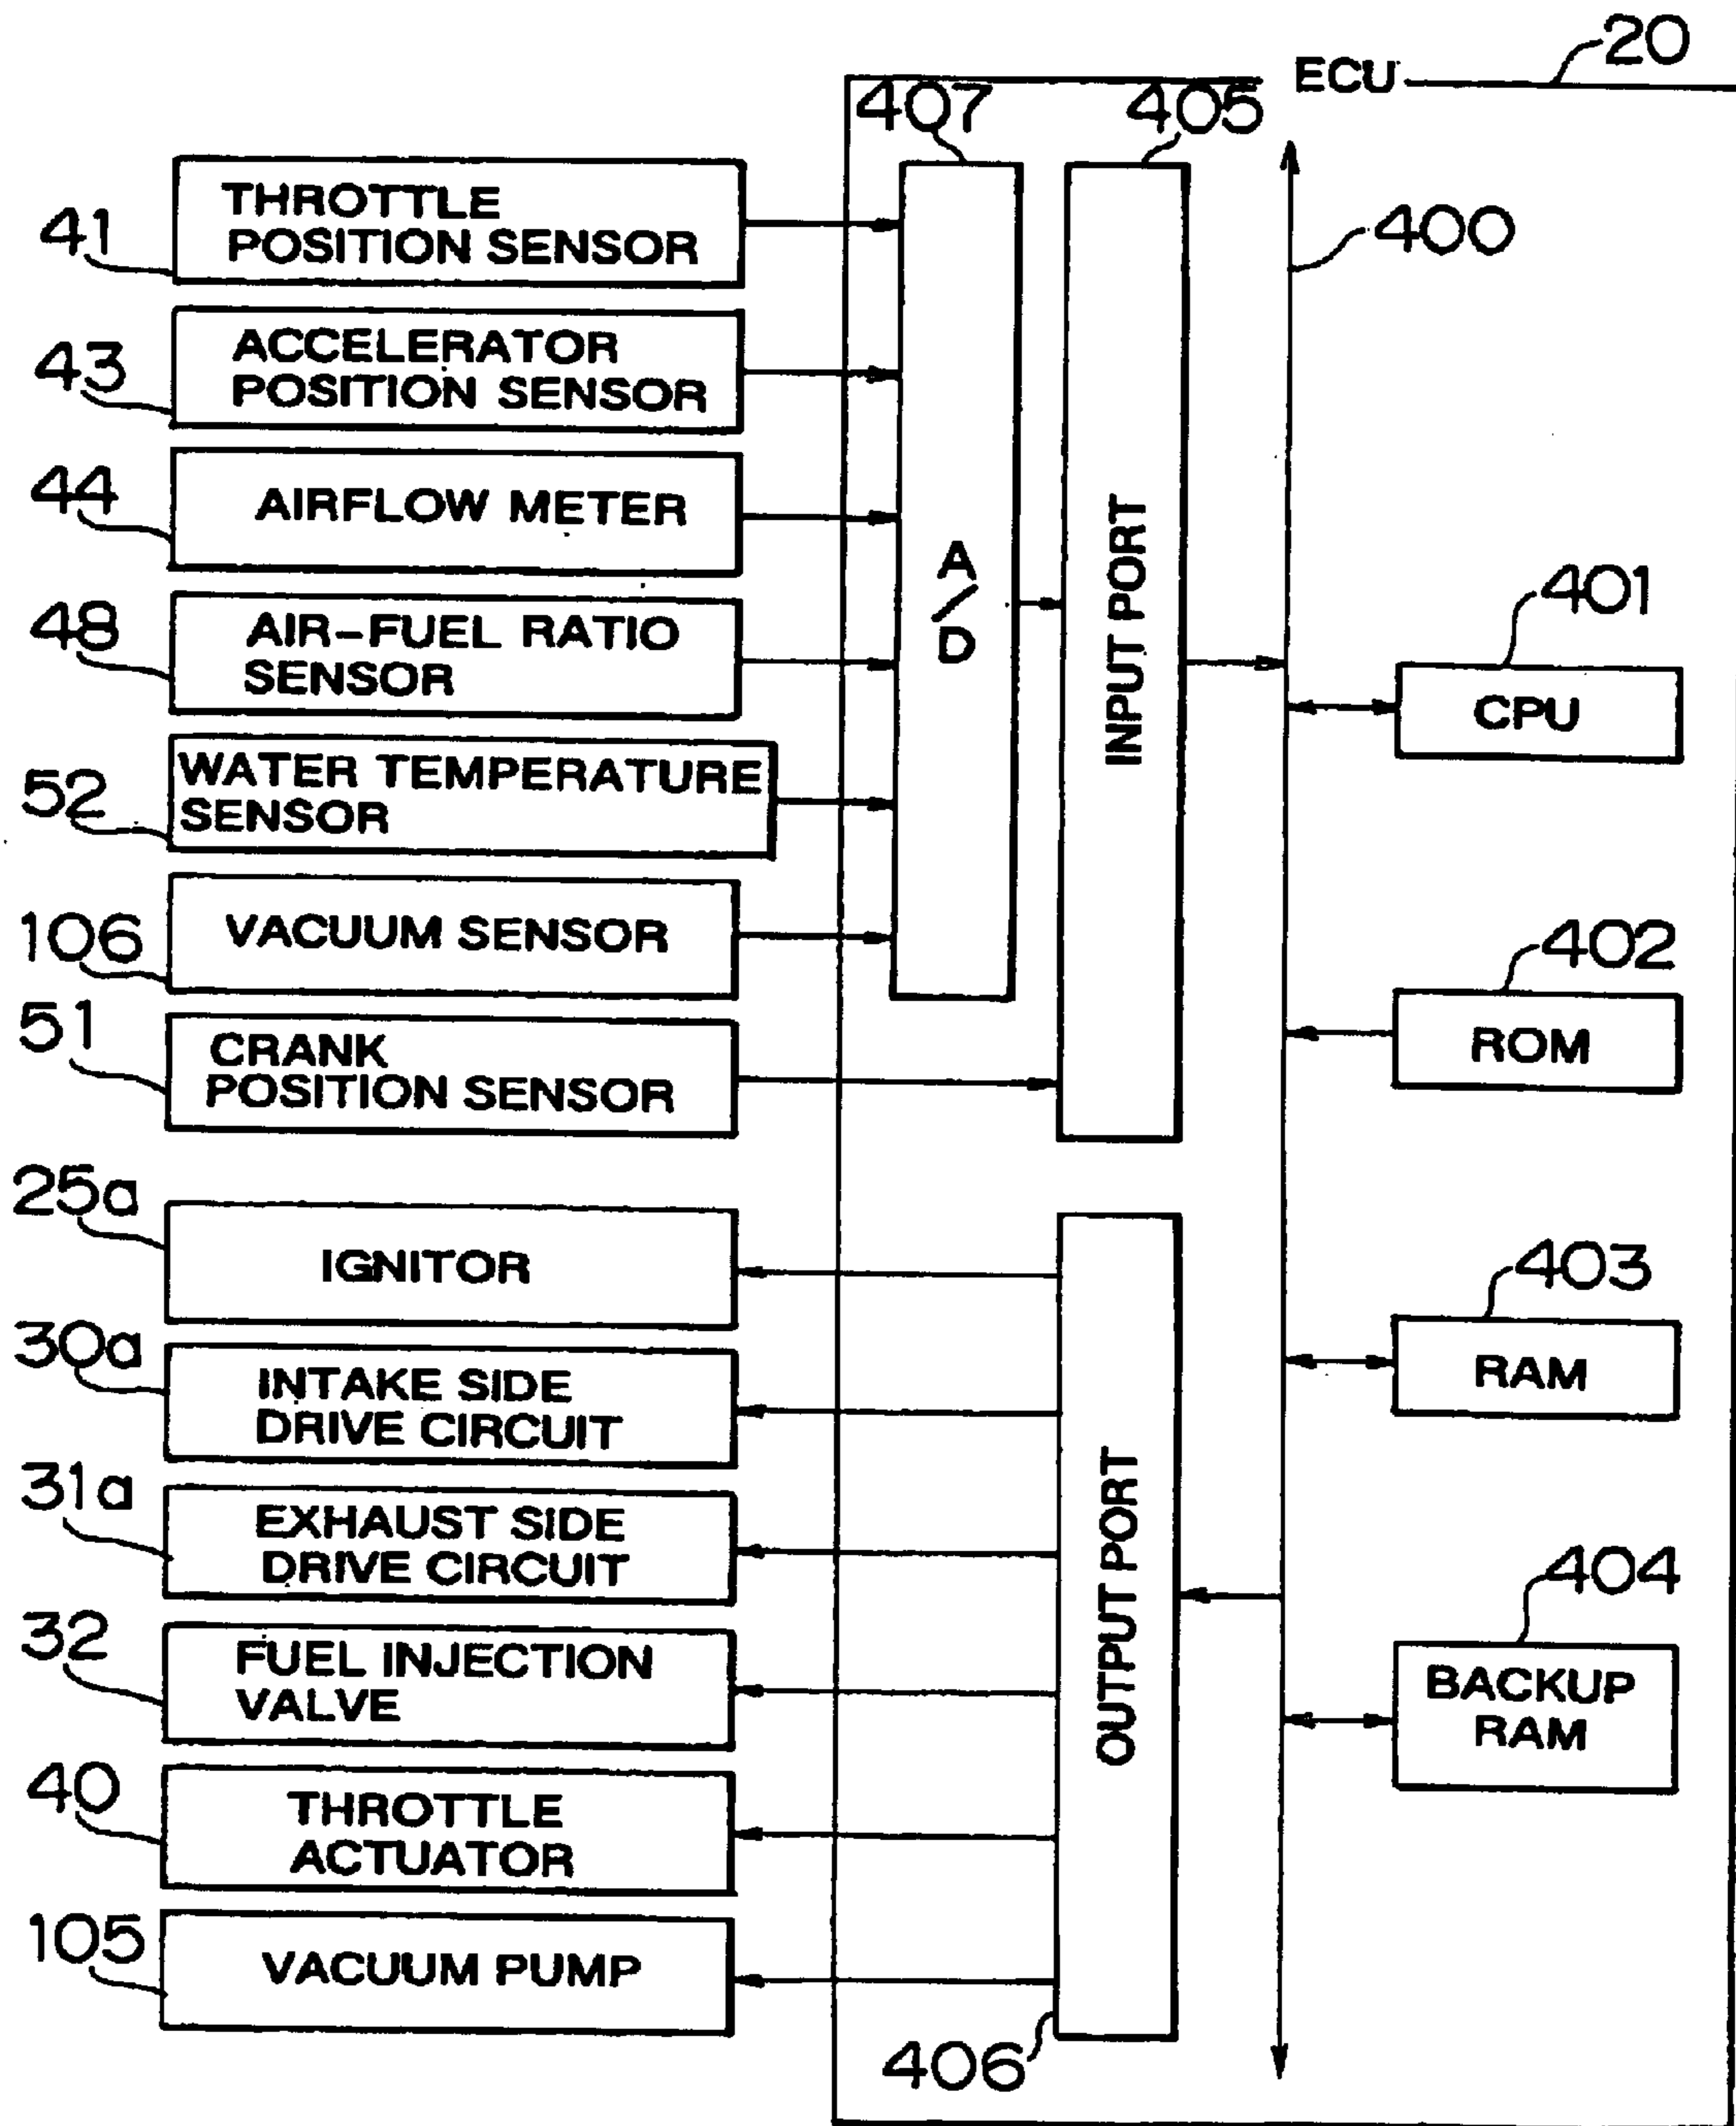 ECU 20
407 405
THROTTLE
POSITION SENSOR
41
400
ACCELERATOR
POSITION SENSOR
43
AIRFLOW METER
44
A/D
INPUT PORT
401
CPU
AIR-FUEL RATIO
SENSOR
48
WATER TEMPERATURE
SENSOR
52
VACUUM SENSOR
106
402
ROM
CRANK
POSITION SENSOR
51
25a
IGNITOR
403
RAM
30a
INTAKE SIDE
DRIVE CIRCUIT
31a
EXHAUST SIDE
DRIVE CIRCUIT
OUTPUT PORT
404
BACKUP
RAM
32
FUEL INJECTION
VALVE
40
THROTTLE
ACTUATOR
105
VACUUM PUMP
406